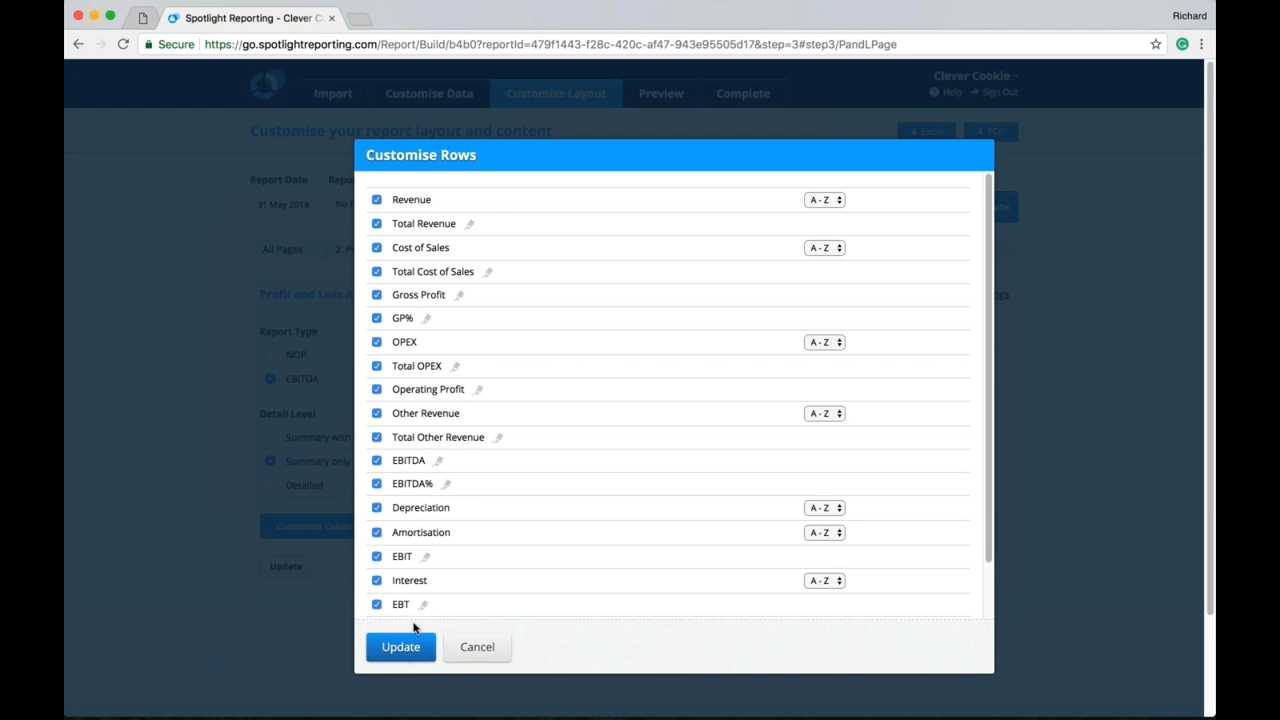 Richard
Spotlight Reporting - Clever C
Secure
https://go.spotlightreporting.com/Report/Build/b4b0?reportId=479f1443-f28c-420c-af47-943e95505d17&step=3#step3/PandLPage
Clever Cookie
Import
Customise Data
Customise Layout
Preview
Complete
Help
Sign Out
Customise your report layout and content
Excel
PDF
Customise Rows
Report Date
31 May 2018
All Pages
Profit and Loss
Report Type
NOP
EBITDA
Detail Level
Summary with
Summary only
Detailed
Customise
Update
Revenue A - Z
Total Revenue
Cost of Sales A - Z
Total Cost of Sales
Gross Profit
GP%
OPEX A - Z
Total OPEX
Operating Profit
Other Revenue A - Z
Total Other Revenue
EBITDA
EBITDA%
Depreciation A - Z
Amortisation A - Z
EBIT
Interest A - Z
EBT
Update
Cancel